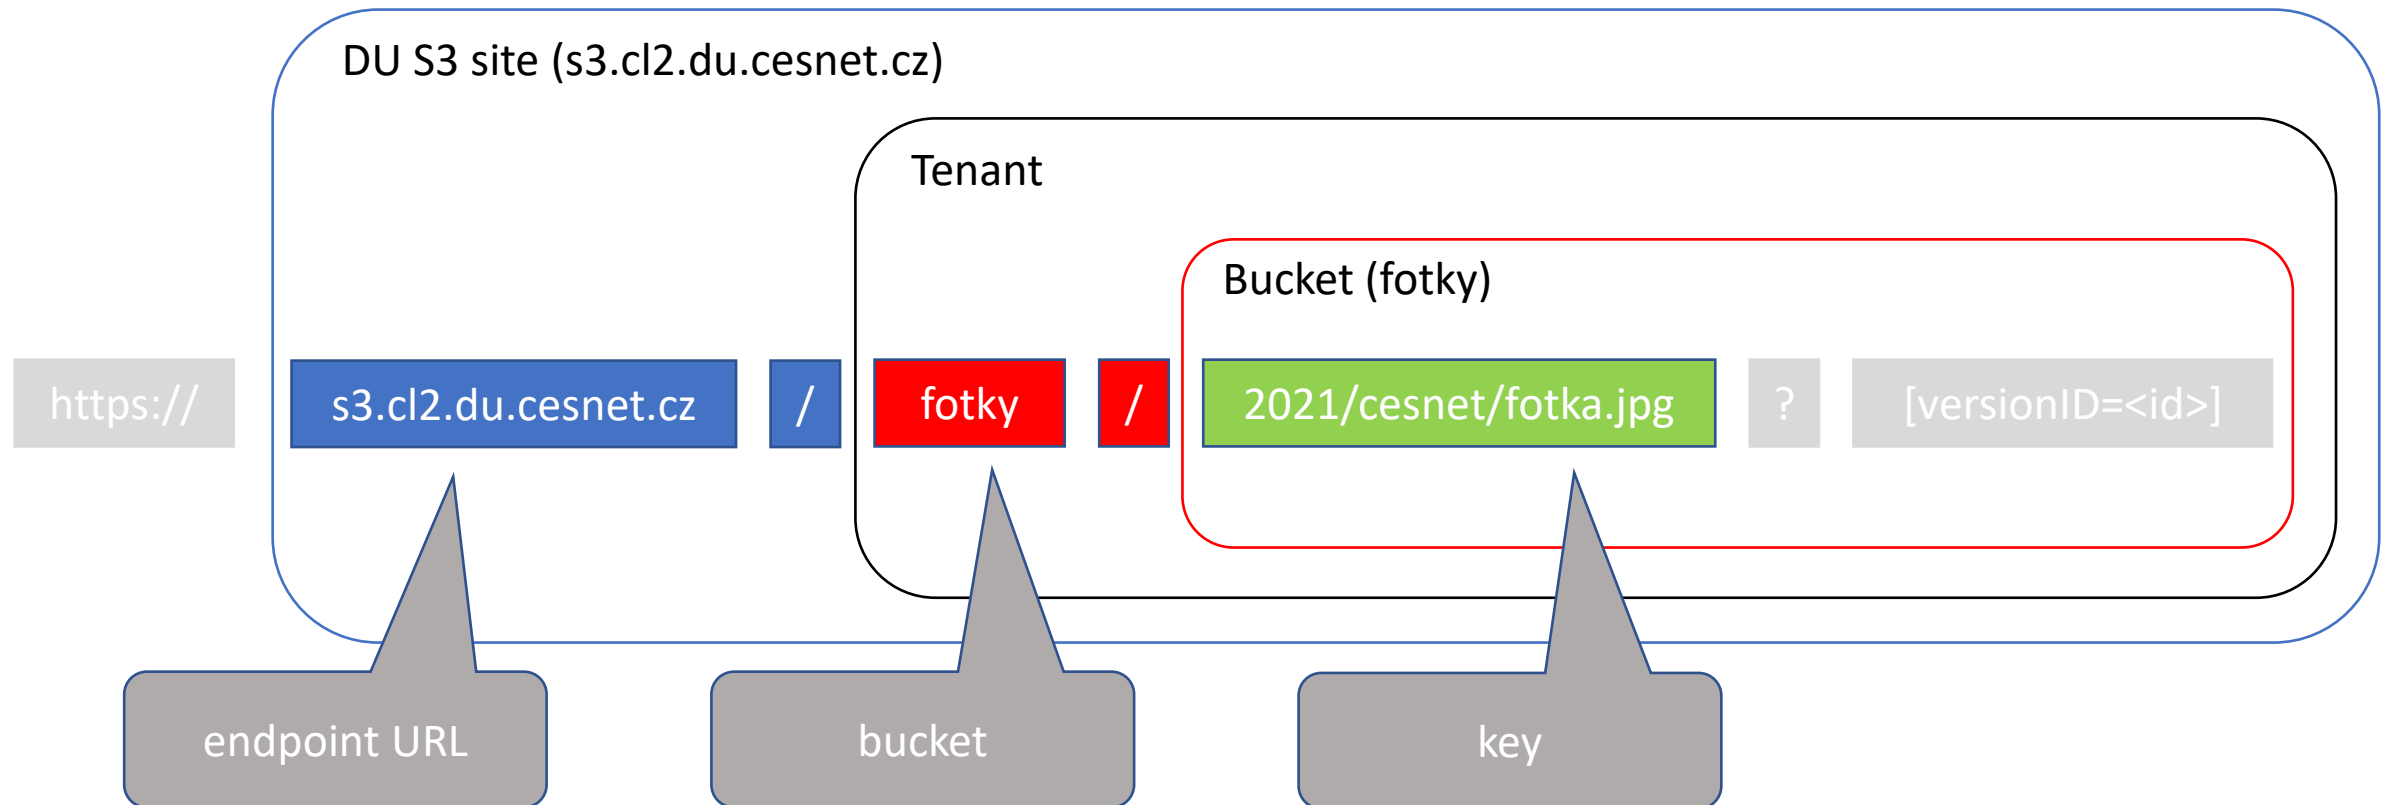 DU S3 site (s3.cl2.du.cesnet.cz)
Tenant
Bucket (fotky)
https:// s3.cl2.du.cesnet.cz / fotky / 2021/cesnet/fotka.jpg ? [versionID=<id>]
endpoint URL bucket key